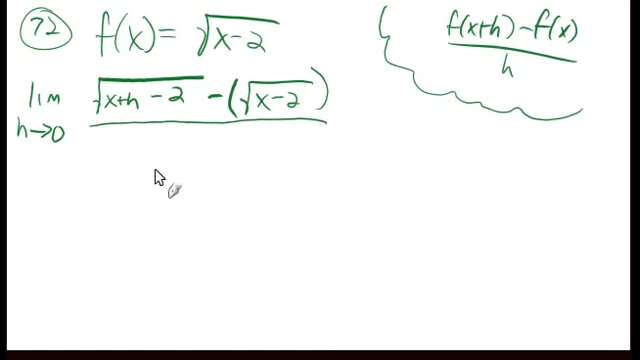 72 f(x) = √x-2
f(x+h) - f(x)
h
lim h→0 √x+h-2 - (√x-2)